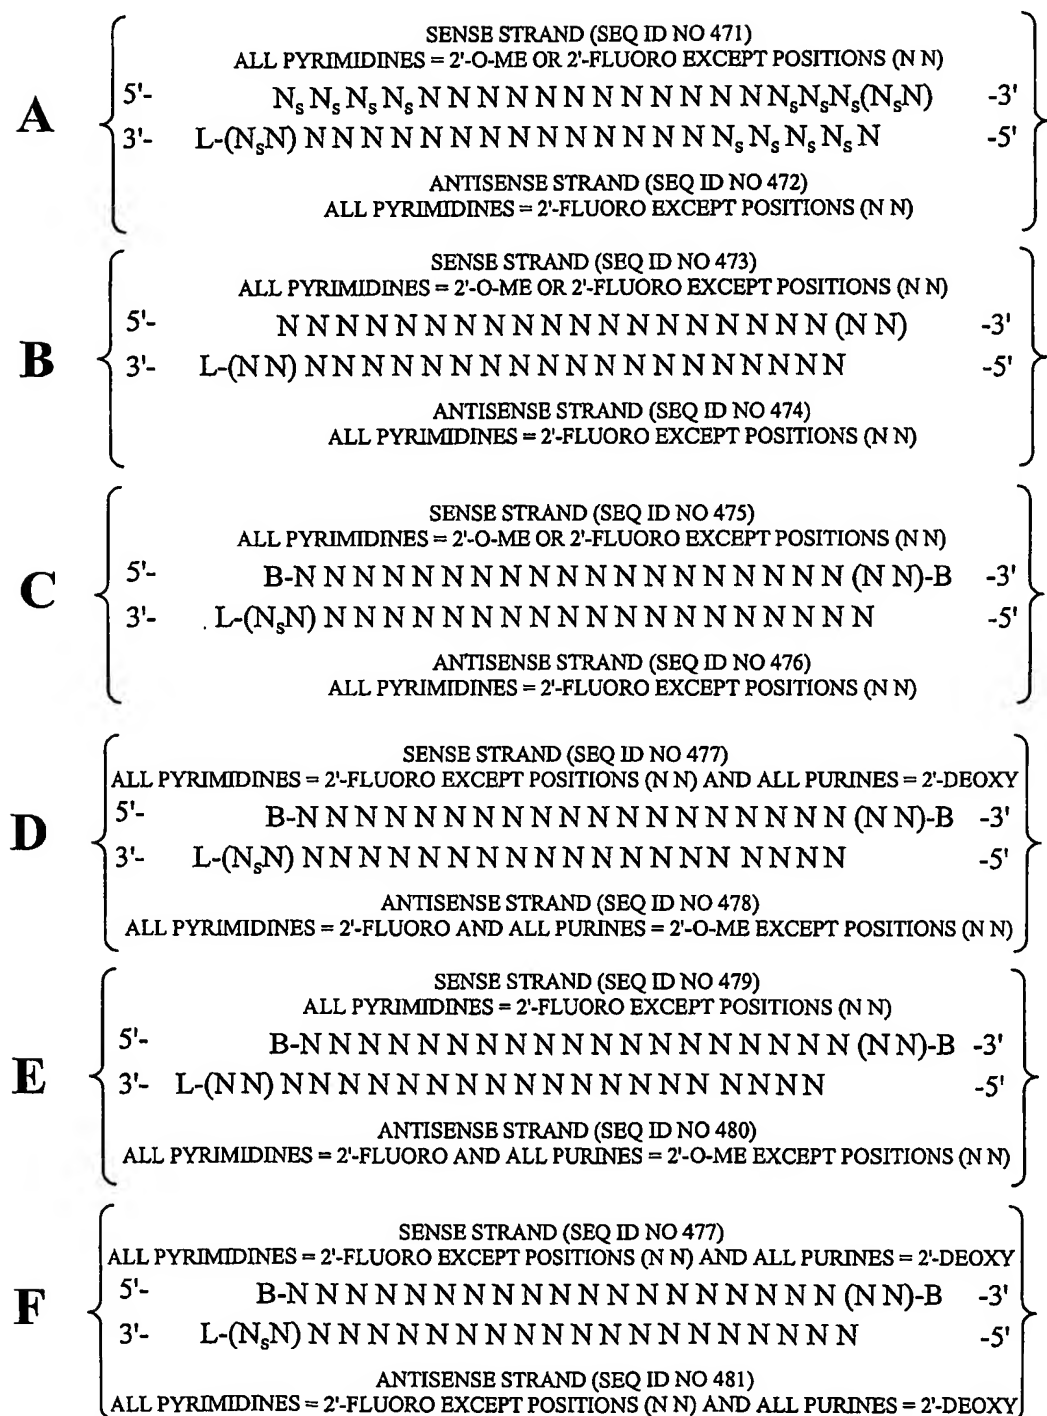 SENSE STRAND (SEQ ID NO 471)
ALL PYRIMIDINES = 2'-O-ME OR 2'-FLUORO EXCEPT POSITIONS (N N)
A
5'- NₛNₛNₛNₛN N N N N N N N N N N N NₛNₛNₛ(NₛN) -3'
3'- L-(NₛN) N N N N N N N N N N N N N N NₛNₛNₛNₛN -5'
ANTISENSE STRAND (SEQ ID NO 472)
ALL PYRIMIDINES = 2'-FLUORO EXCEPT POSITIONS (N N)
SENSE STRAND (SEQ ID NO 473)
ALL PYRIMIDINES = 2'-O-ME OR 2'-FLUORO EXCEPT POSITIONS (N N)
B
5'- N N N N N N N N N N N N N N N N N N N (N N) -3'
3'- L-(N N) N N N N N N N N N N N N N N N N N N N -5'
ANTISENSE STRAND (SEQ ID NO 474)
ALL PYRIMIDINES = 2'-FLUORO EXCEPT POSITIONS (N N)
SENSE STRAND (SEQ ID NO 475)
ALL PYRIMIDINES = 2'-O-ME OR 2'-FLUORO EXCEPT POSITIONS (N N)
C
5'- B-N N N N N N N N N N N N N N N N N N N (N N)-B -3'
3'- L-(NₛN) N N N N N N N N N N N N N N N N N N N -5'
ANTISENSE STRAND (SEQ ID NO 476)
ALL PYRIMIDINES = 2'-FLUORO EXCEPT POSITIONS (N N)
SENSE STRAND (SEQ ID NO 477)
ALL PYRIMIDINES = 2'-FLUORO EXCEPT POSITIONS (N N) AND ALL PURINES = 2'-DEOXY
D
5'- B-N N N N N N N N N N N N N N N N N N N (N N)-B -3'
3'- L-(NₛN) N N N N N N N N N N N N N N N N N N N -5'
ANTISENSE STRAND (SEQ ID NO 478)
ALL PYRIMIDINES = 2'-FLUORO AND ALL PURINES = 2'-O-ME EXCEPT POSITIONS (N N)
SENSE STRAND (SEQ ID NO 479)
ALL PYRIMIDINES = 2'-FLUORO EXCEPT POSITIONS (N N)
E
5'- B-N N N N N N N N N N N N N N N N N N N (N N)-B -3'
3'- L-(N N) N N N N N N N N N N N N N N N N N N N -5'
ANTISENSE STRAND (SEQ ID NO 480)
ALL PYRIMIDINES = 2'-FLUORO AND ALL PURINES = 2'-O-ME EXCEPT POSITIONS (N N)
SENSE STRAND (SEQ ID NO 477)
ALL PYRIMIDINES = 2'-FLUORO EXCEPT POSITIONS (N N) AND ALL PURINES = 2'-DEOXY
F
5'- B-N N N N N N N N N N N N N N N N N N N (N N)-B -3'
3'- L-(NₛN) N N N N N N N N N N N N N N N N N N N -5'
ANTISENSE STRAND (SEQ ID NO 481)
ALL PYRIMIDINES = 2'-FLUORO EXCEPT POSITIONS (N N) AND ALL PURINES = 2'-DEOXY